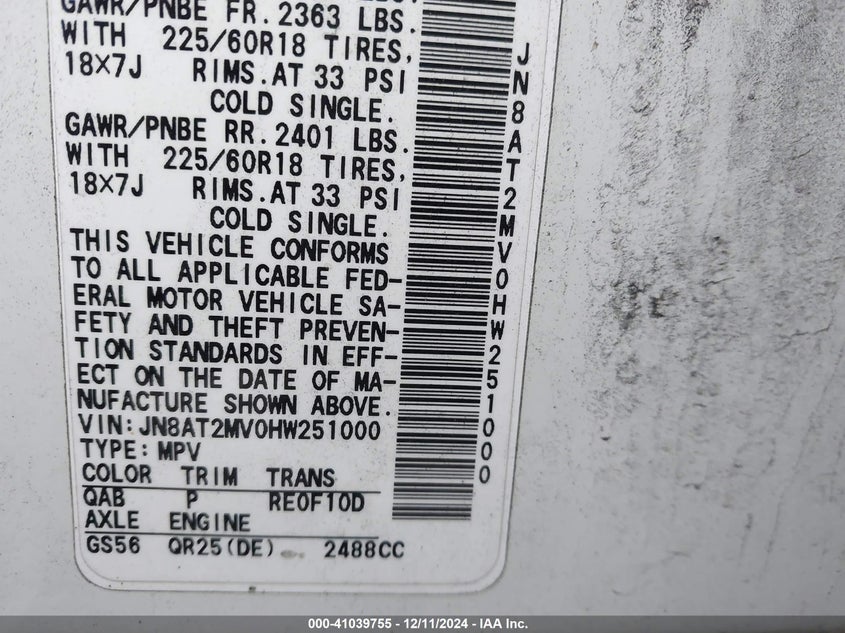 GAWR/PNBE FR. 2363 LBS.
WITH 225/60R18 TIRES,
18X7J RIMS. AT 33 PSI
COLD SINGLE.
GAWR/PNBE RR. 2401 LBS.
WITH 225/60R18 TIRES,
18X7J RIMS. AT 33 PSI
COLD SINGLE.
THIS VEHICLE CONFORMS
TO ALL APPLICABLE FED-
ERAL MOTOR VEHICLE SA-
FETY AND THEFT PREVEN-
TION STANDARDS IN EFF-
ECT ON THE DATE OF MA-
NUFACTURE SHOWN ABOVE.
VIN: JN8AT2MV0HW251000
TYPE: MPV
COLOR TRIM TRANS
QAB P RE0F10D
AXLE ENGINE
GS56 QR25(DE) 2488CC
JN8AT2MV0HW251000
000-41039755 - 12/11/2024 - IAA Inc.